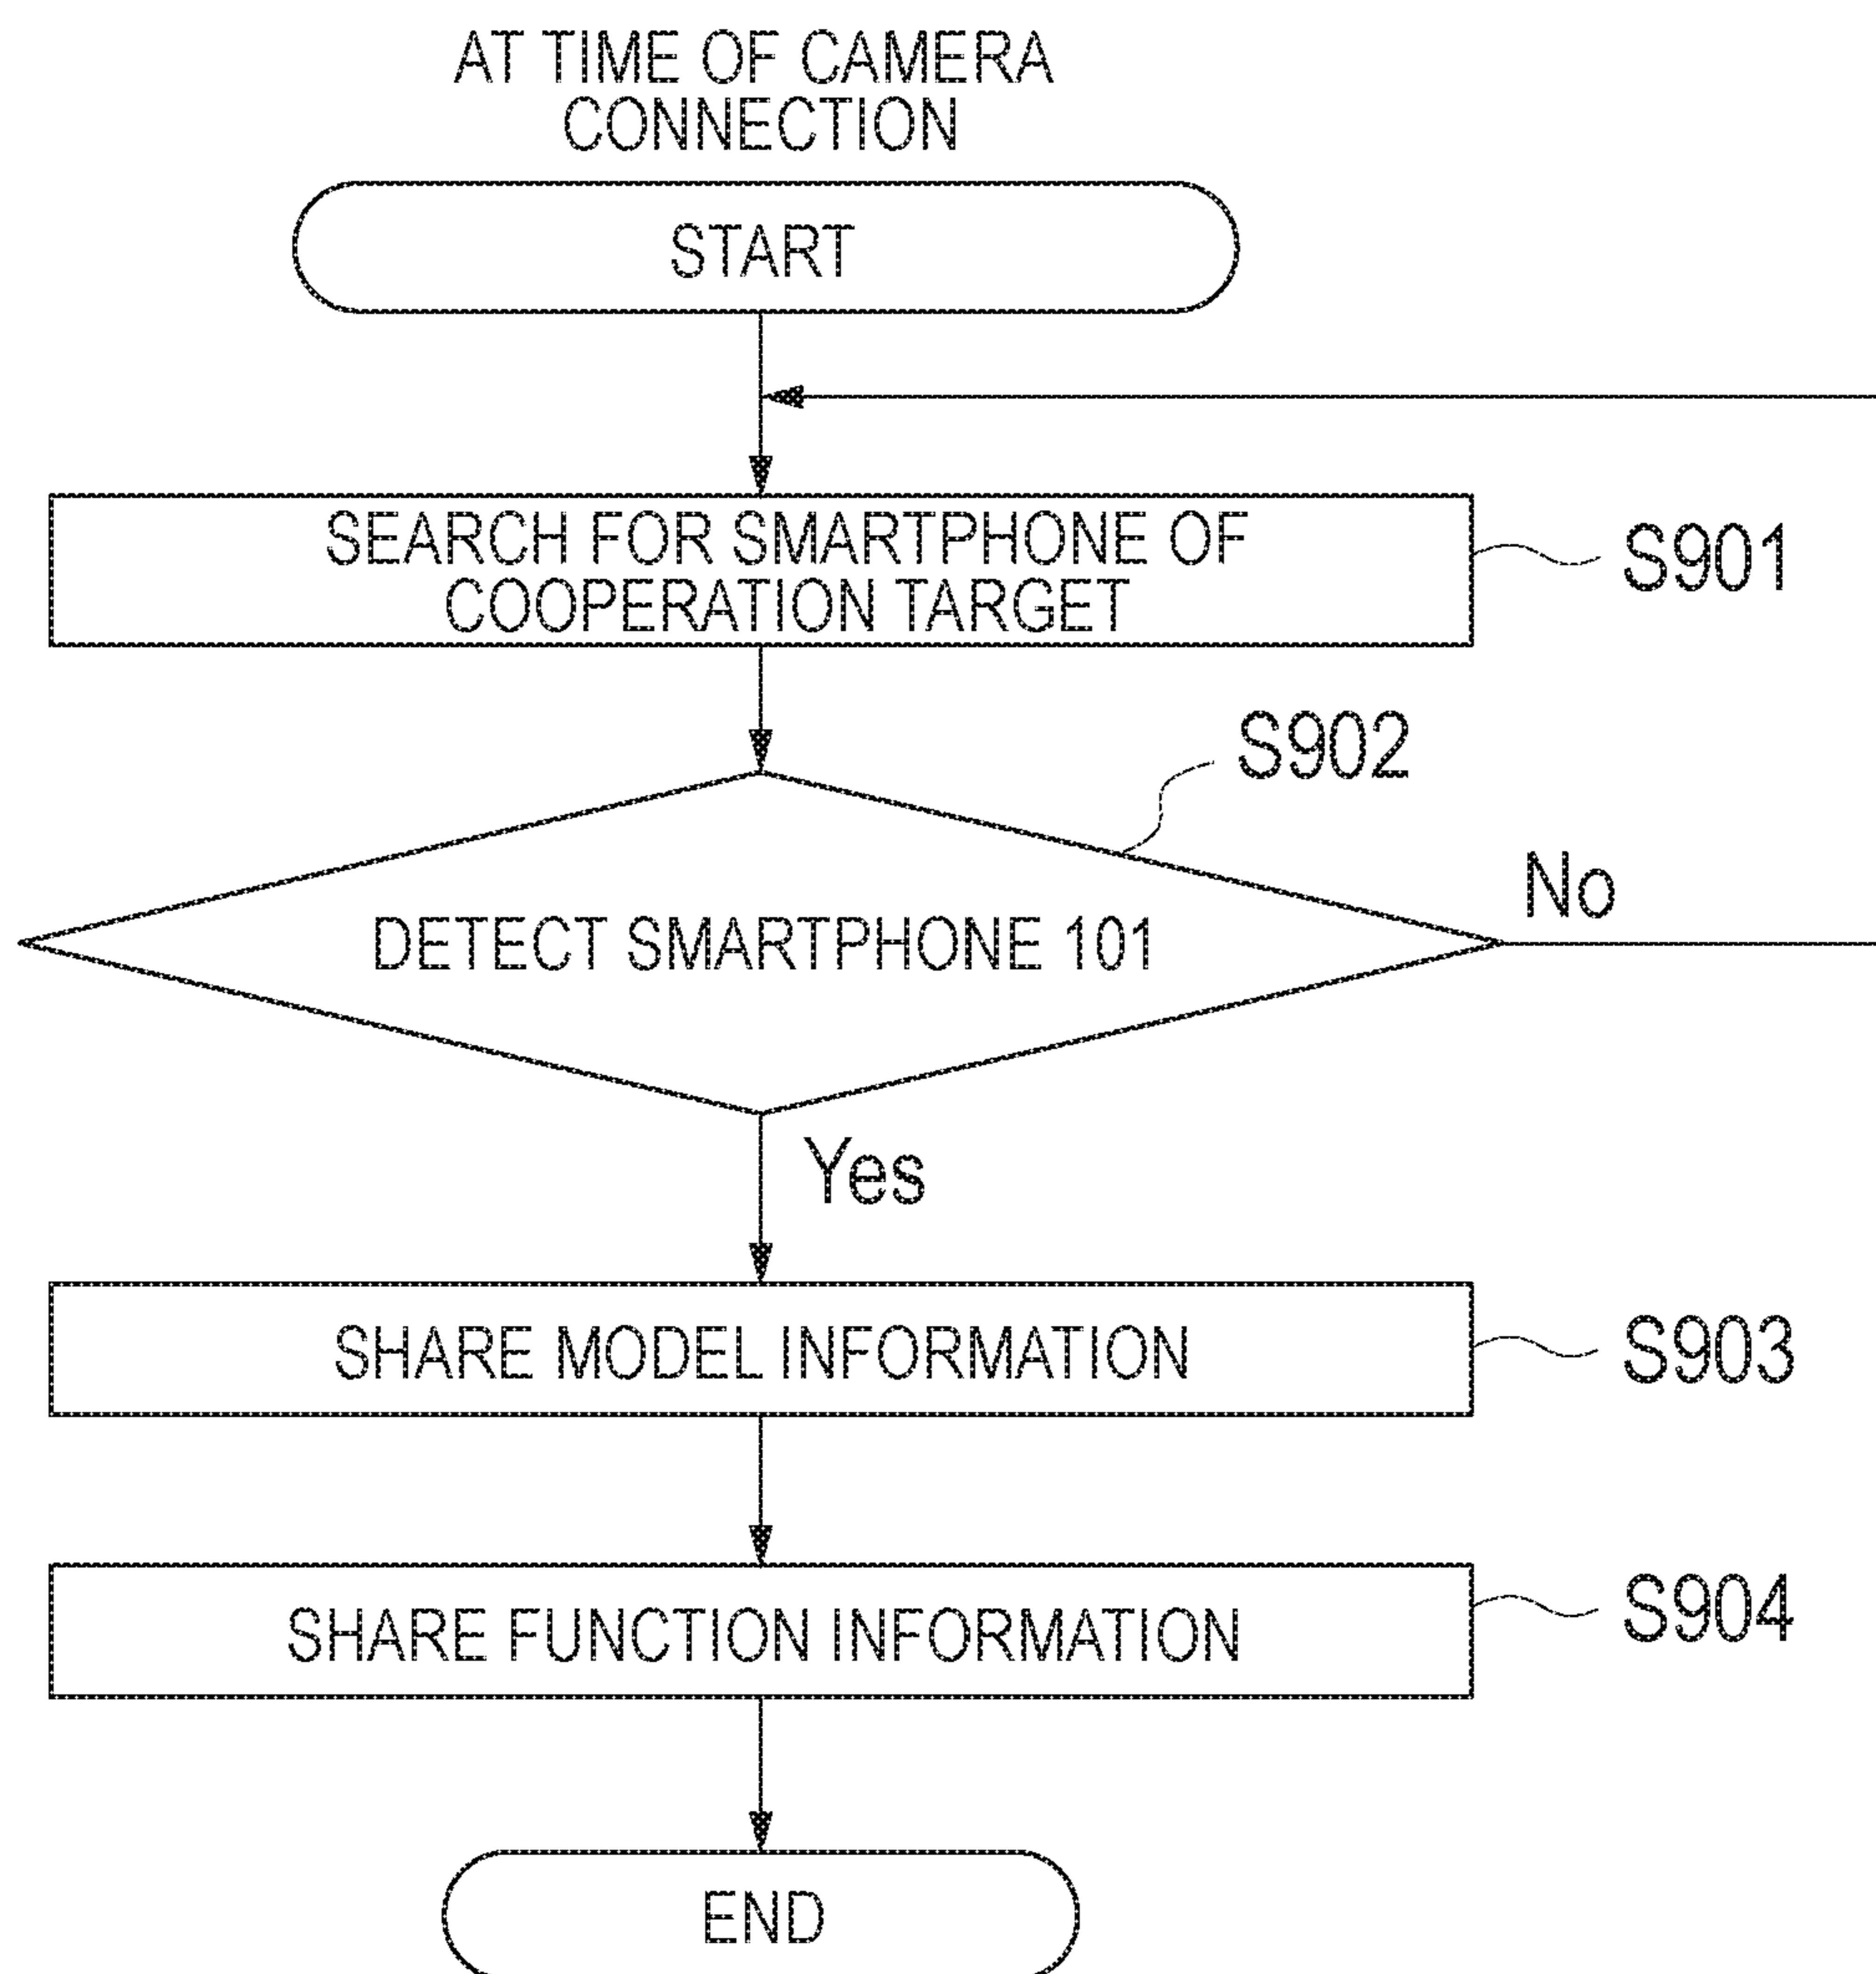 AT TIME OF CAMERA
CONNECTION
START
SEARCH FOR SMARTPHONE OF
COOPERATION TARGET
S901
S902
DETECT SMARTPHONE 101
No
Yes
SHARE MODEL INFORMATION
S903
SHARE FUNCTION INFORMATION
S904
END